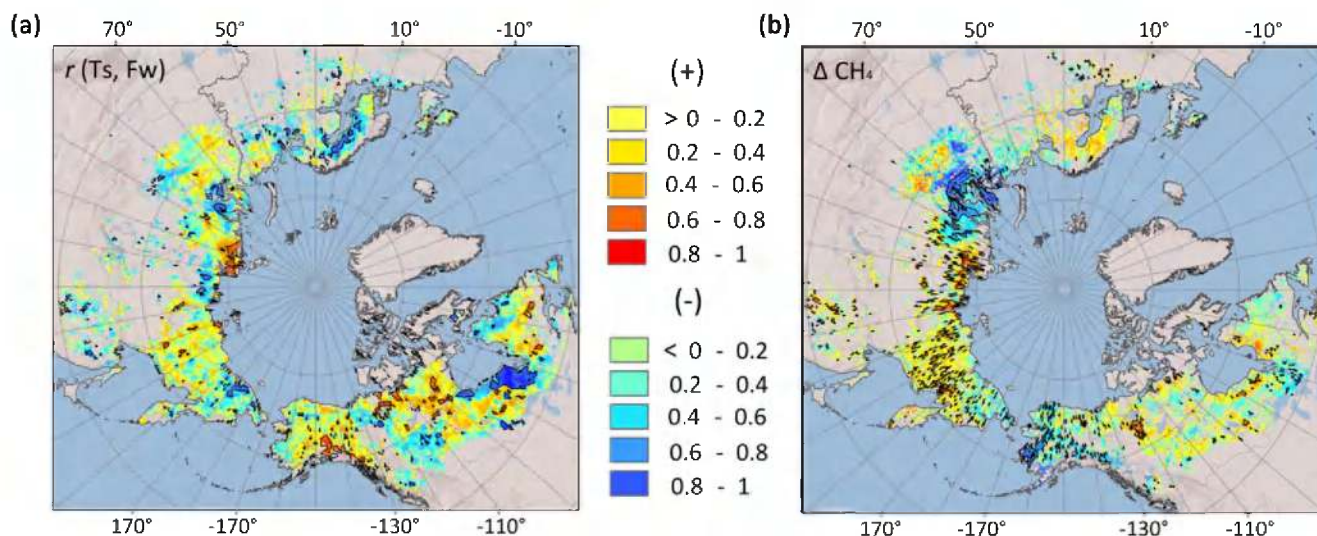 (a)
70° 50° 10° -10°
r (Ts, Fw)
170° -170° -130° -110°
(+)
> 0 - 0.2
0.2 - 0.4
0.4 - 0.6
0.6 - 0.8
0.8 - 1
(-)
< 0 - 0.2
0.2 - 0.4
0.4 - 0.6
0.6 - 0.8
0.8 - 1
(b)
70° 50° 10° -10°
Δ CH₄
170° -170° -130° -110°